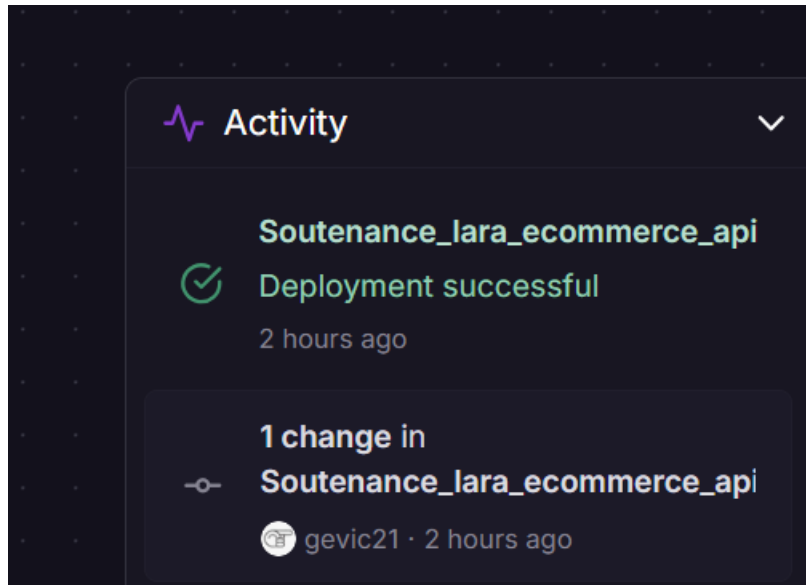 Activity
Soutenance_lara_ecommerce_api
Deployment successful
2 hours ago
1 change in
Soutenance_lara_ecommerce_api
gevic21 · 2 hours ago